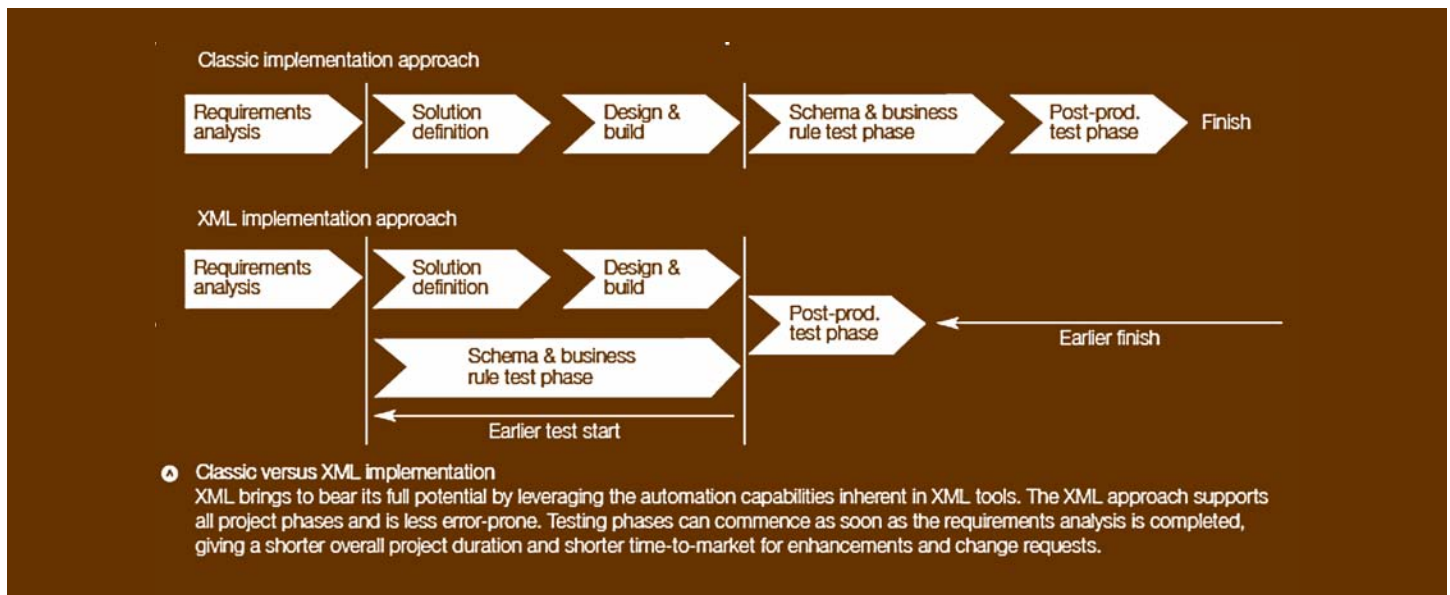 Classic implementation approach
Requirements
analysis
Solution
definition
Design &
build
Schema & business
rule test phase
Post-prod.
test phase
Finish
XML implementation approach
Requirements
analysis
Solution
definition
Design &
build
Post-prod.
test phase
Earlier finish
Schema & business
rule test phase
Earlier test start
Classic versus XML implementation
XML brings to bear its full potential by leveraging the automation capabilities inherent in XML tools. The XML approach supports
all project phases and is less error-prone. Testing phases can commence as soon as the requirements analysis is completed,
giving a shorter overall project duration and shorter time-to-market for enhancements and change requests.